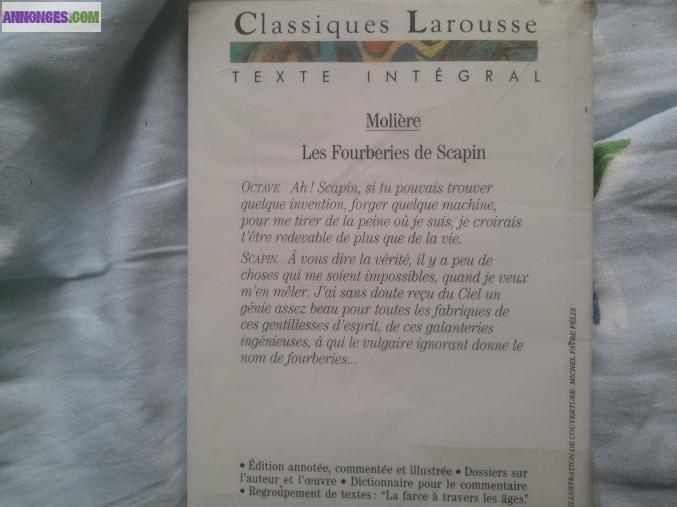 ANNONGES.COM
Classiques Larousse
TEXTE INTÉGRAL
Molière
Les Fourberies de Scapin
OCTAVE. Ah ! Scapin, si tu pouvais trouver
quelque invention, forger quelque machine,
pour me tirer de la peine où je suis, je croirais
t'être redevable de plus que de la vie.
SCAPIN. À vous dire la vérité, il y a peu de
choses qui me soient impossibles, quand je veux
m'en mêler. J'ai sans doute reçu du Ciel un
génie assez beau pour toutes les fabriques de
ces gentillesses d'esprit, de ces galanteries
ingénieuses, à qui le vulgaire ignorant donne le
nom de fourberies...
• Édition annotée, commentée et illustrée • Dossiers sur
l'auteur et l'œuvre • Dictionnaire pour le commentaire
• Regroupement de textes : "La farce à travers les âges."
ILLUSTRATION DE COUVERTURE : MICHEL FAVRE FÉLIX